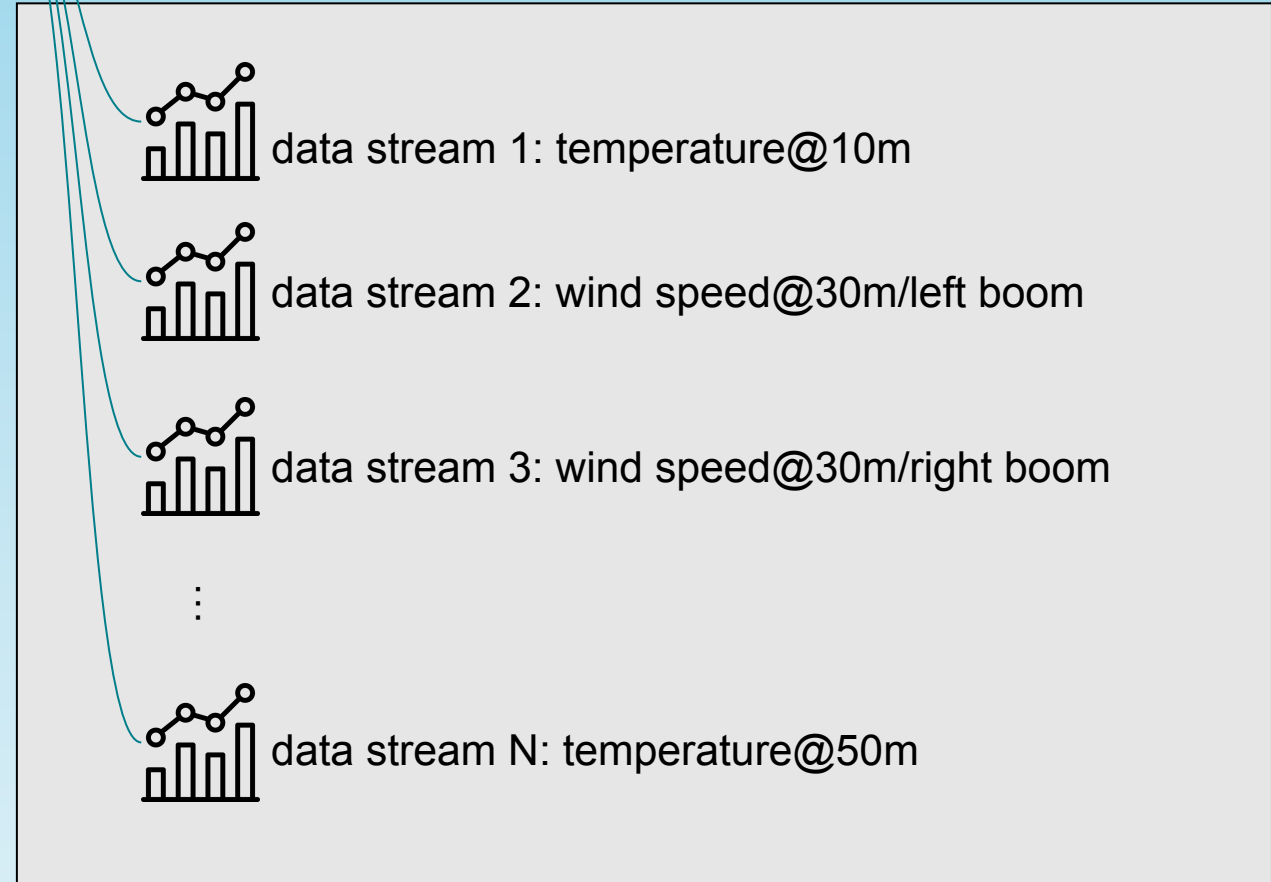 data stream 1: temperature@10m
data stream 2: wind speed@30m/left boom
data stream 3: wind speed@30m/right boom
⋮
data stream N: temperature@50m